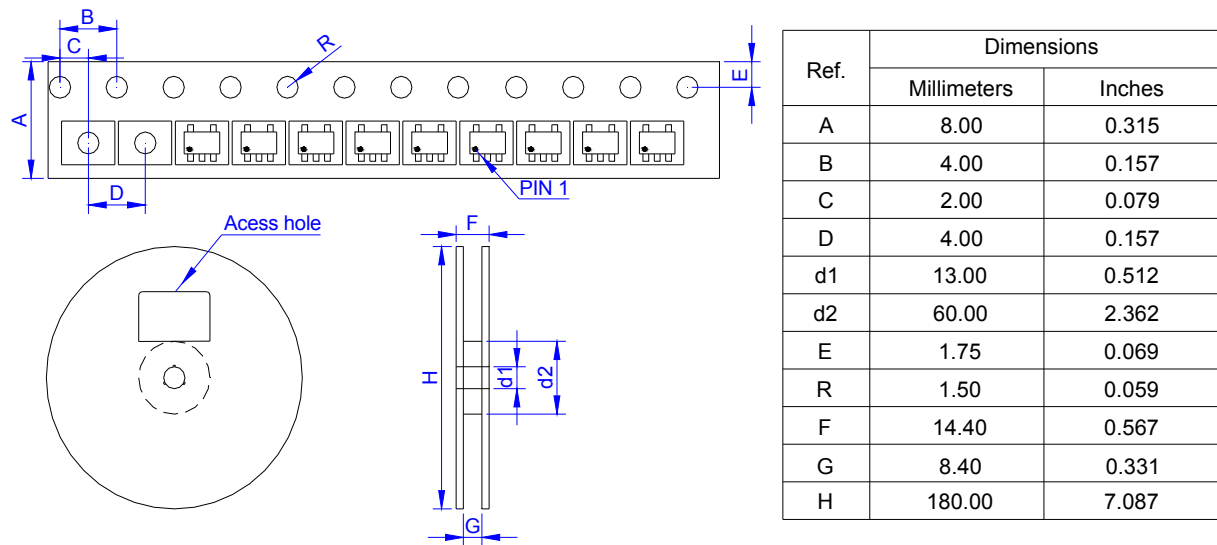 B
C
R
E
A
D
PIN 1
Acess hole
F
H
d1
d2
G
Ref. Dimensions
Millimeters Inches
A 8.00 0.315
B 4.00 0.157
C 2.00 0.079
D 4.00 0.157
d1 13.00 0.512
d2 60.00 2.362
E 1.75 0.069
R 1.50 0.059
F 14.40 0.567
G 8.40 0.331
H 180.00 7.087